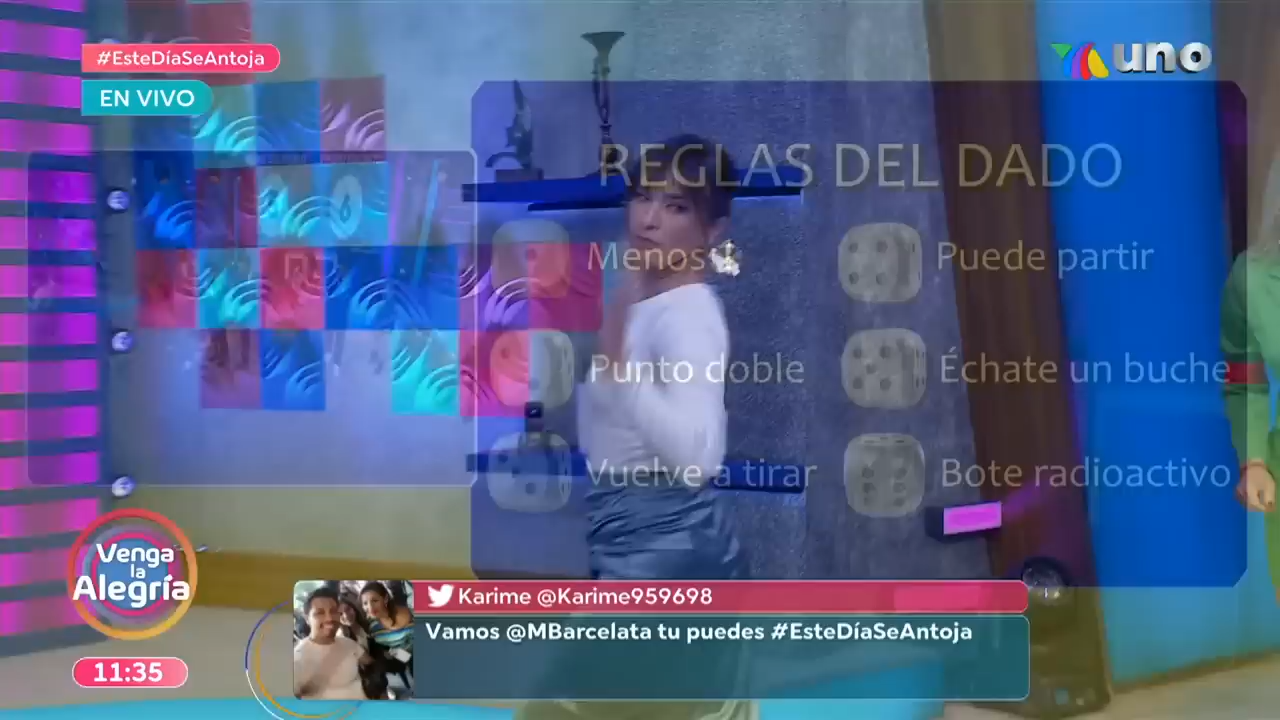 #EsteDíaSeAntoja
EN VIVO
uno
REGLAS DEL DADO
Menos
Puede partir
Punto doble
Échate un buche
Vuelve a tirar
Bote radioactivo
Venga
la
Alegría
11:35
Karime @Karime959698
Vamos @MBarcelata tu puedes #EsteDíaSeAntoja